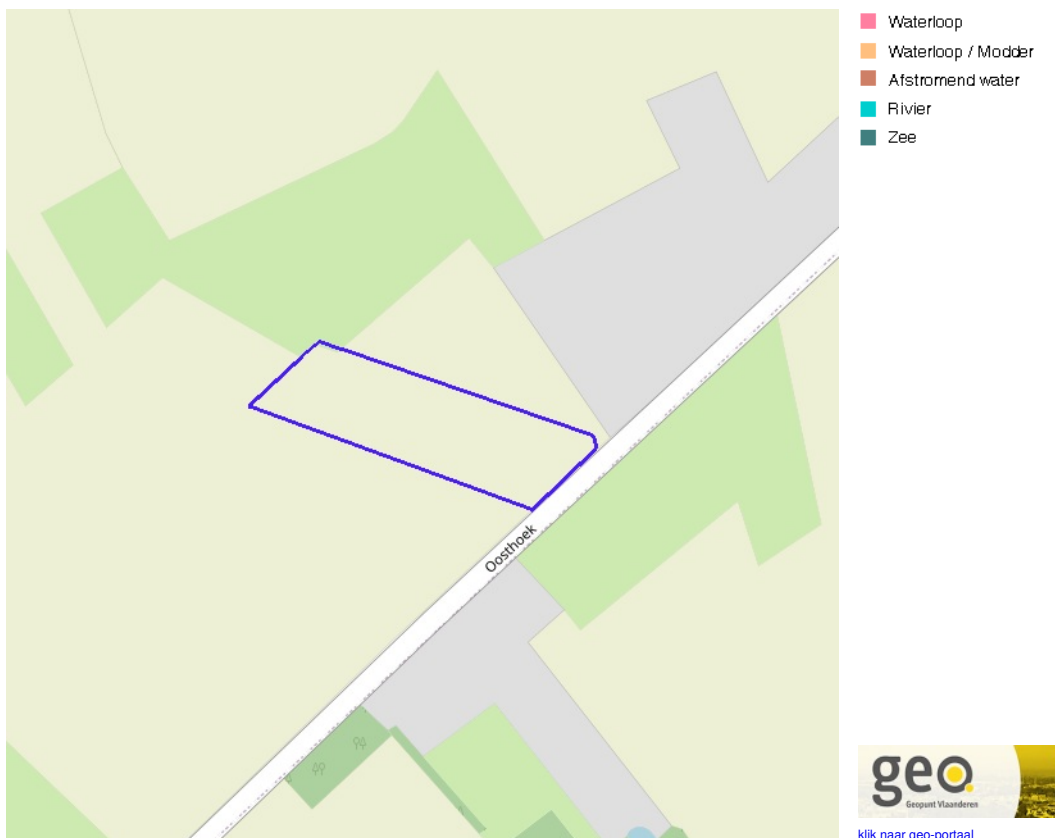 Waterloop
Waterloop / Modder
Afstromend water
Rivier
Zee
Oosthoek
geo.
Geopunt Vlaanderen
klik naar geo-portaal